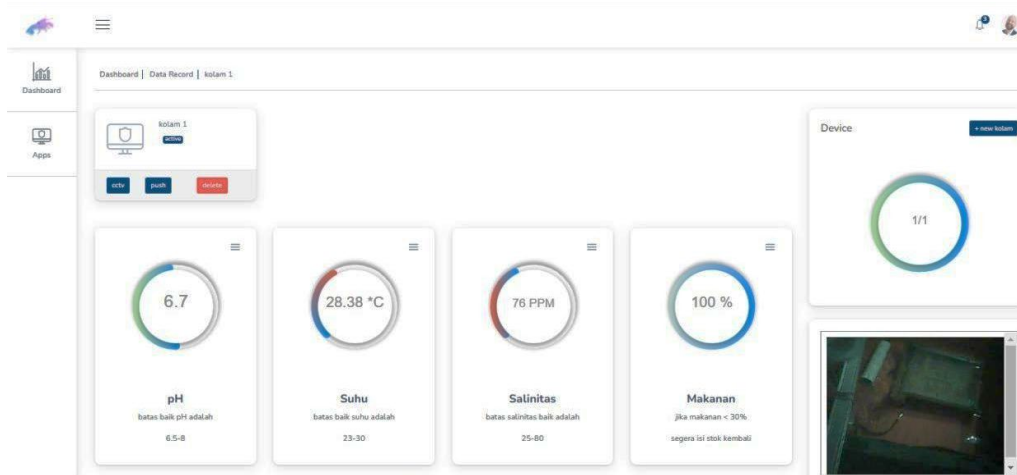 3
Dashboard
Apps
Dashboard | Data Record | kolam 1
kolam 1
active
push
delete
Device
+ new kolam
1/1
6.7
pH
batas baik pH adalah
6.5-8
28.38 °C
Suhu
batas baik suhu adalah
23-30
76 PPM
Salinitas
batas salinitas baik adalah
25-80
100 %
Makanan
jika makanan < 30%
segera isi stok kembali